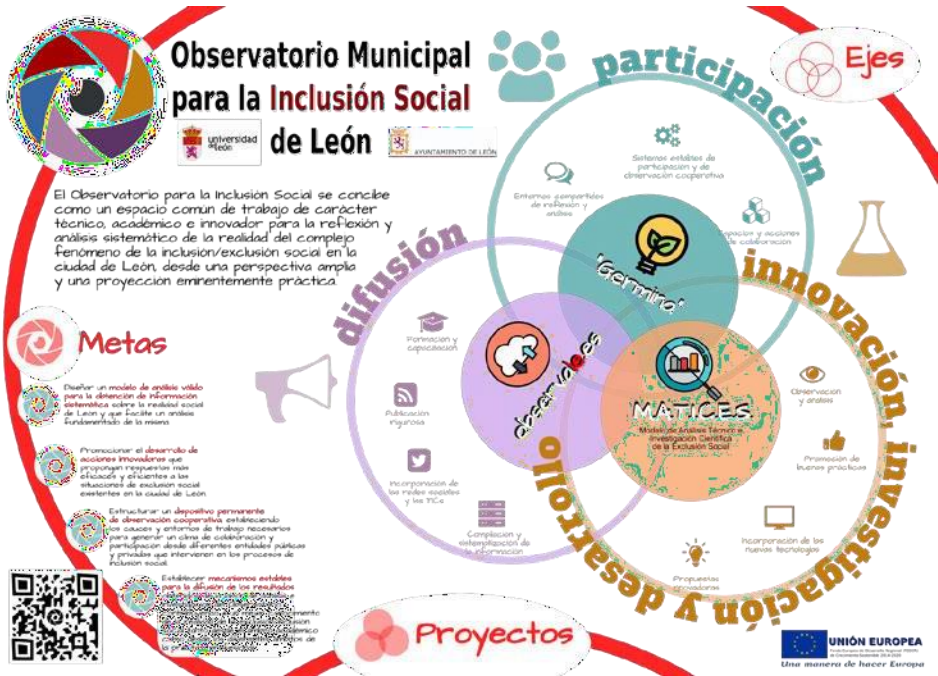 Observatorio Municipal
para la Inclusión Social
de León
universidad
de león
AYUNTAMIENTO DE LEÓN
El Observatorio para la Inclusión Social se concibe
como un espacio común de trabajo de carácter
técnico, académico e innovador para la reflexión y
análisis sistemático de la realidad del complejo
fenómeno de la inclusión/exclusión social en la
ciudad de León, desde una perspectiva amplia
y una proyección eminentemente práctica.
Metas
Diseñar un modelo de análisis válido
para la obtención de información
sistemática sobre la realidad social
de León y que facilite un análisis
fundamentado de la misma
Promocionar el desarrollo de
acciones innovadoras que
propongan respuestas más
eficaces y eficientes a las
situaciones de exclusión social
existentes en la ciudad de León
Estructurar un dispositivo permanente
de observación cooperativa estableciendo
los cauces y entornos de trabajo necesarios
para generar un clima de colaboración y
participación desde diferentes entidades públicas
y privadas que intervienen en los procesos de
inclusión social
Establecer mecanismos estables
para la difusión de los resultados
Ejes
participación
Sistemas estables de
participación y de
observación cooperativa
Entornos compartidos
de reflexión y
análisis
Espacios y acciones
de colaboración
"Germina"
difusión
Formación y
capacitación
Publicación
rigurosa
Incorporación de
las redes sociales
y las TICs
Compilación y
sistematización de
la información
innovación, investigación y desarrollo
MATICES
Modelo de Análisis Técnico e
Investigación Científica
de la Exclusión Social
Observación
y análisis
Promoción de
buenas prácticas
Incorporación de las
nuevas tecnologías
Propuestas
innovadoras
Proyectos
UNIÓN EUROPEA
Una manera de hacer Europa